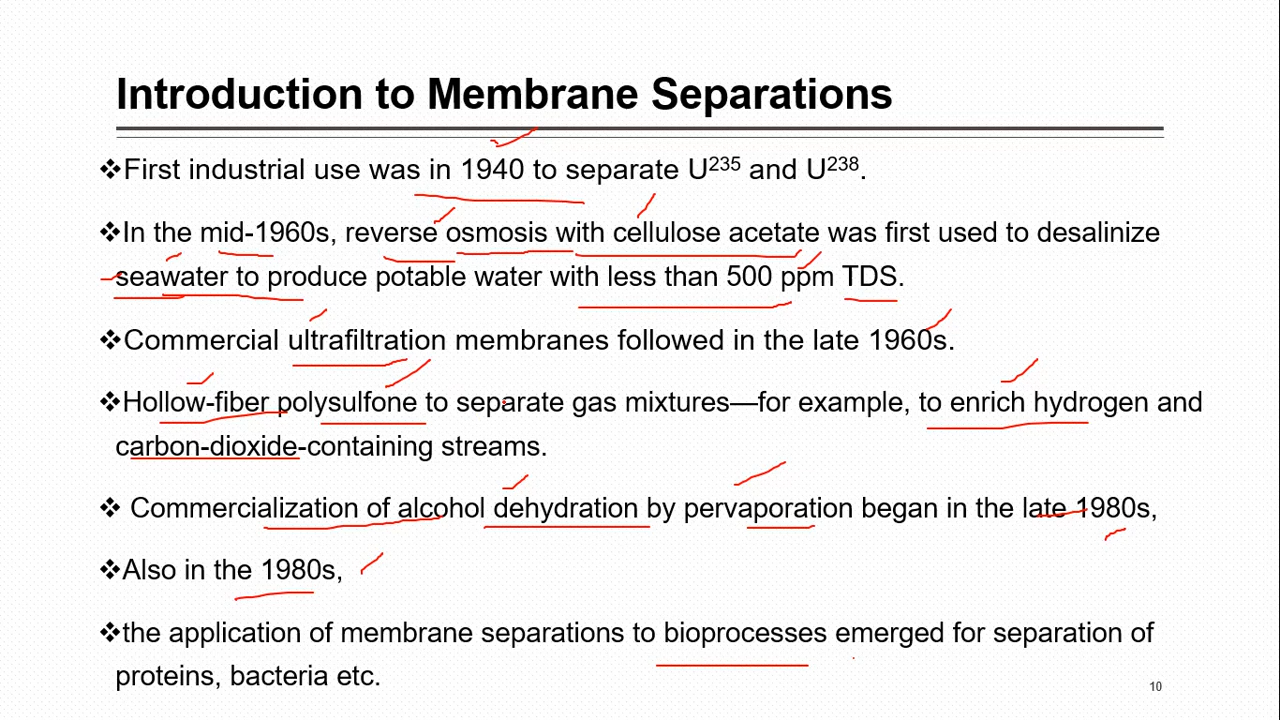 Introduction to Membrane Separations
❖First industrial use was in 1940 to separate U²³⁵ and U²³⁸.
❖In the mid-1960s, reverse osmosis with cellulose acetate was first used to desalinize
seawater to produce potable water with less than 500 ppm TDS.
❖Commercial ultrafiltration membranes followed in the late 1960s.
❖Hollow-fiber polysulfone to separate gas mixtures—for example, to enrich hydrogen and
carbon-dioxide-containing streams.
❖ Commercialization of alcohol dehydration by pervaporation began in the late 1980s,
❖Also in the 1980s,
❖the application of membrane separations to bioprocesses emerged for separation of
proteins, bacteria etc.
10